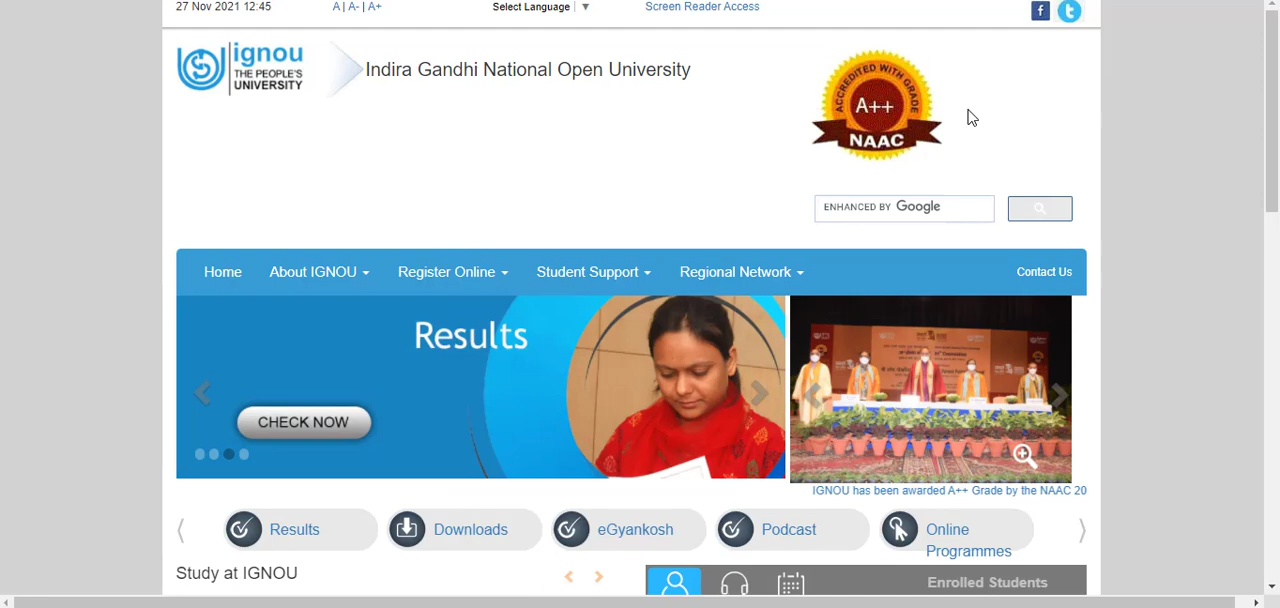 27 Nov 2021 12:45 A | A- | A+ Select Language ▼ Screen Reader Access
ignou
THE PEOPLE'S
UNIVERSITY
Indira Gandhi National Open University
ACCREDITED WITH GRADE
A++
NAAC
ENHANCED BY Google
Home About IGNOU Register Online Student Support Regional Network Contact Us
Results
CHECK NOW
IGNOU has been awarded A++ Grade by the NAAC 20
Results Downloads eGyankosh Podcast Online
Programmes
Study at IGNOU
Enrolled Students